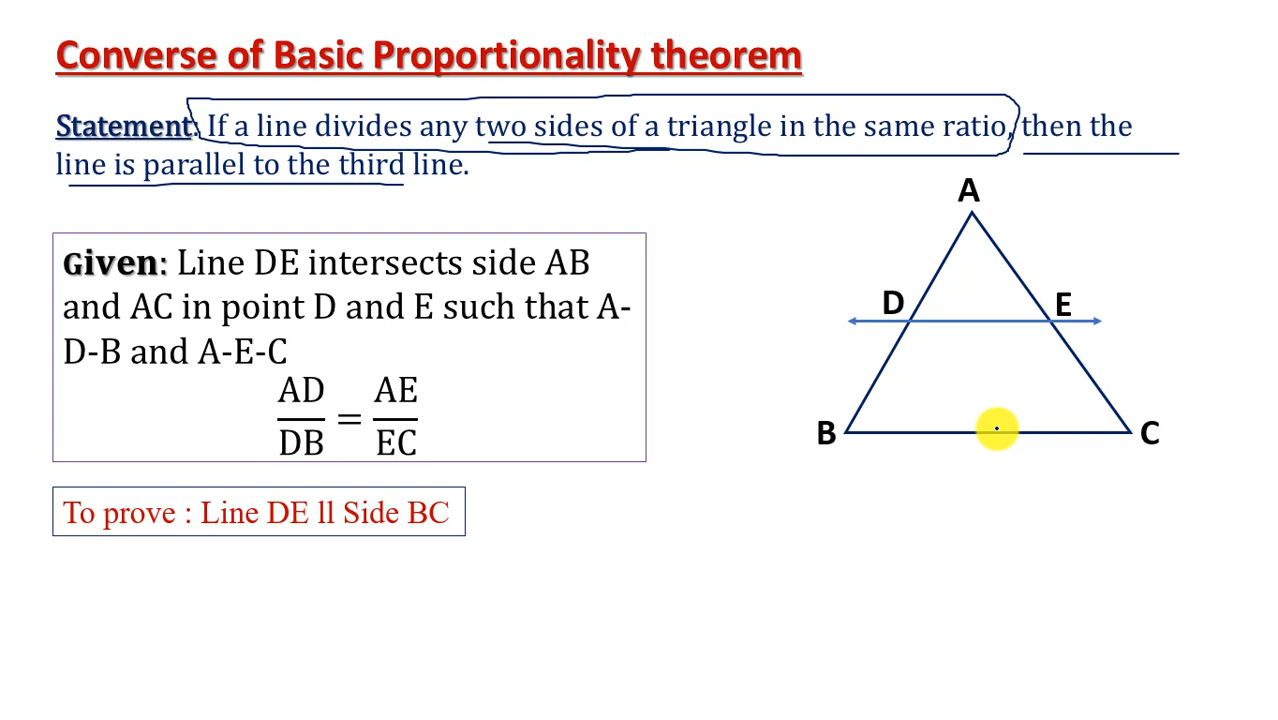 Converse of Basic Proportionality theorem
Statement: If a line divides any two sides of a triangle in the same ratio, then the
line is parallel to the third line.
Given: Line DE intersects side AB
and AC in point D and E such that A-
D-B and A-E-C
AD/DB = AE/EC
To prove : Line DE ll Side BC
A
D
E
B
C